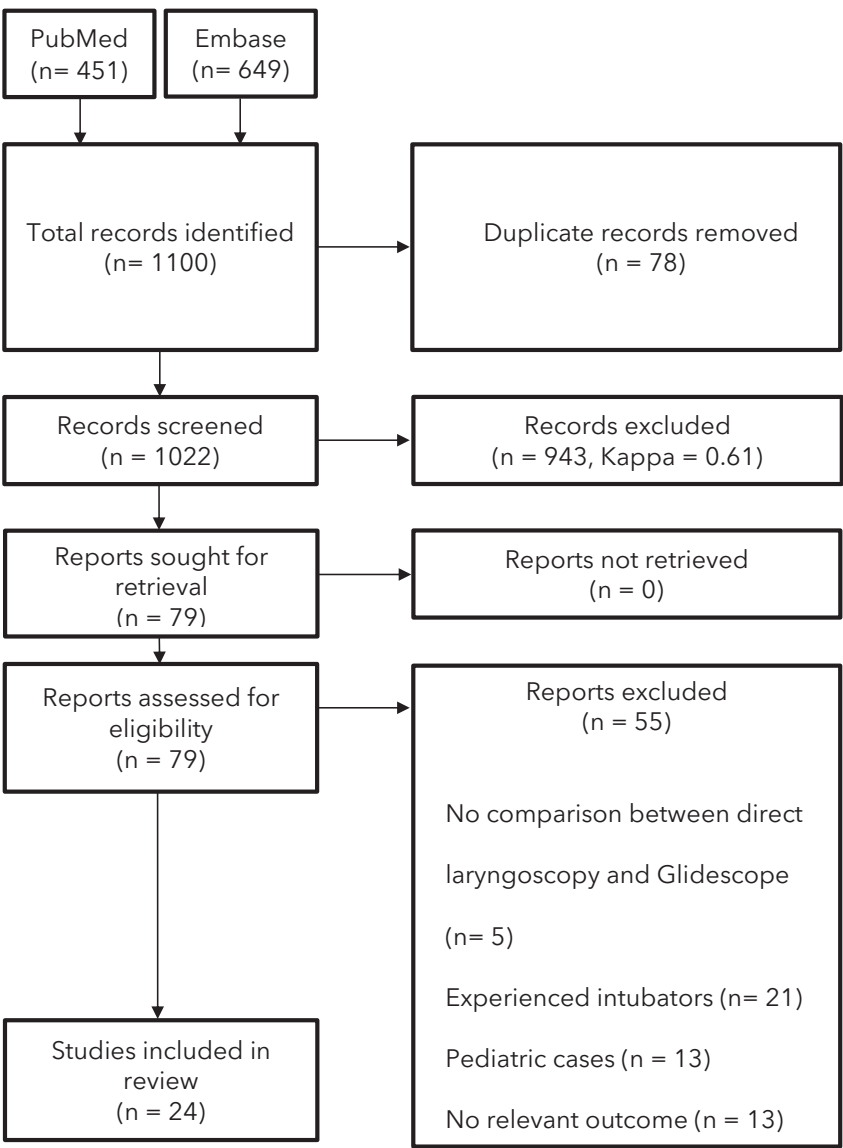 PubMed
(n= 451)
Embase
(n= 649)
Total records identified
(n= 1100)
Duplicate records removed
(n = 78)
Records screened
(n = 1022)
Records excluded
(n = 943, Kappa = 0.61)
Reports sought for
retrieval
(n = 79)
Reports not retrieved
(n = 0)
Reports assessed for
eligibility
(n = 79)
Reports excluded
(n = 55)
No comparison between direct
laryngoscopy and Glidescope
(n= 5)
Experienced intubators (n= 21)
Pediatric cases (n = 13)
No relevant outcome (n = 13)
Studies included in
review
(n = 24)